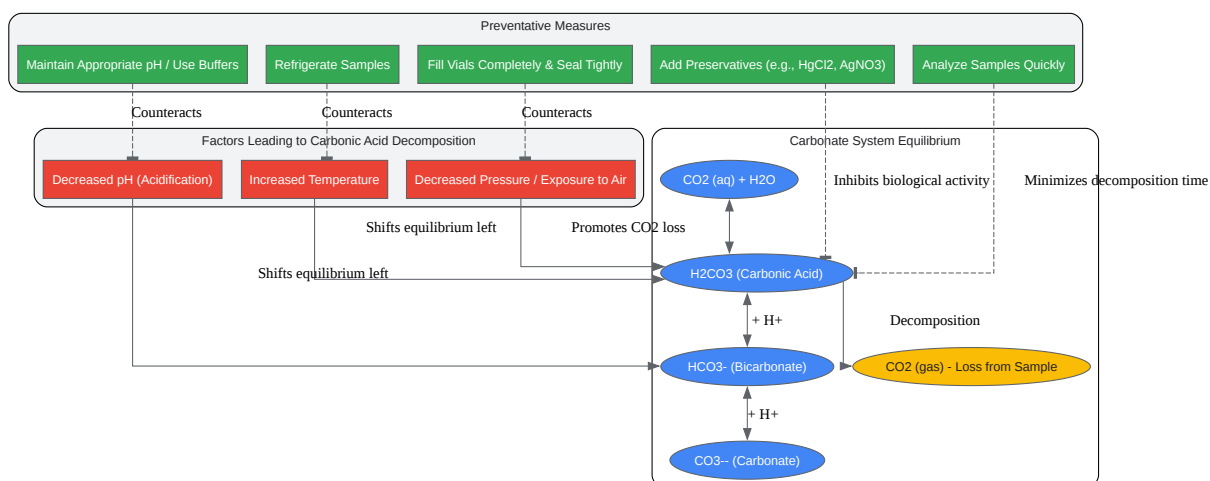 Preventative Measures
Maintain Appropriate pH / Use Buffers
Refrigerate Samples
Fill Vials Completely & Seal Tightly
Add Preservatives (e.g., HgCl2, AgNO3)
Analyze Samples Quickly
Counteracts
Counteracts
Counteracts
Factors Leading to Carbonic Acid Decomposition
Decreased pH (Acidification)
Increased Temperature
Decreased Pressure / Exposure to Air
Carbonate System Equilibrium
CO2 (aq) + H2O
Inhibits biological activity
Minimizes decomposition time
Shifts equilibrium left
Promotes CO2 loss
Shifts equilibrium left
H2CO3 (Carbonic Acid)
+ H+
Decomposition
HCO3- (Bicarbonate)
CO2 (gas) - Loss from Sample
+ H+
CO3-- (Carbonate)